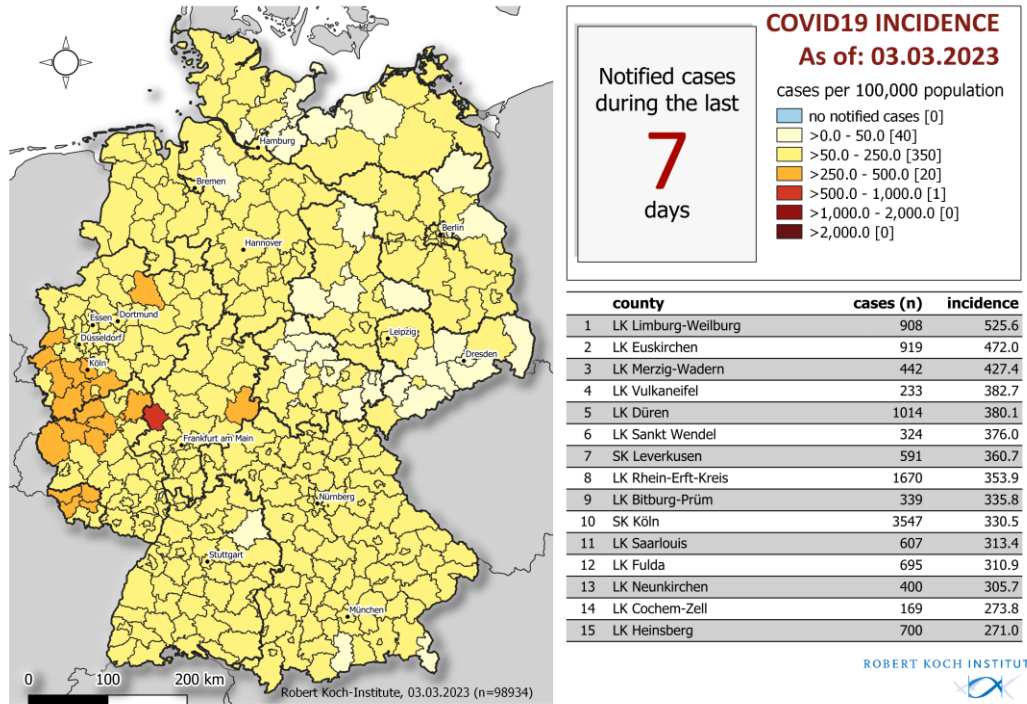 Hamburg
Bremen
Berlin
Hannover
Essen
Dortmund
Düsseldorf
Leipzig
Köln
Dresden
Frankfurt am Main
Nürnberg
Stuttgart
München
0 100 200 km
Robert Koch-Institute, 03.03.2023 (n=98934)
Notified cases
during the last
7
days
COVID19 INCIDENCE
As of: 03.03.2023
cases per 100,000 population
no notified cases [0]
>0.0 - 50.0 [40]
>50.0 - 250.0 [350]
>250.0 - 500.0 [20]
>500.0 - 1,000.0 [1]
>1,000.0 - 2,000.0 [0]
>2,000.0 [0]
county cases (n) incidence
1 LK Limburg-Weilburg 908 525.6
2 LK Euskirchen 919 472.0
3 LK Merzig-Wadern 442 427.4
4 LK Vulkaneifel 233 382.7
5 LK Düren 1014 380.1
6 LK Sankt Wendel 324 376.0
7 SK Leverkusen 591 360.7
8 LK Rhein-Erft-Kreis 1670 353.9
9 LK Bitburg-Prüm 339 335.8
10 SK Köln 3547 330.5
11 LK Saarlouis 607 313.4
12 LK Fulda 695 310.9
13 LK Neunkirchen 400 305.7
14 LK Cochem-Zell 169 273.8
15 LK Heinsberg 700 271.0
ROBERT KOCH INSTITUT